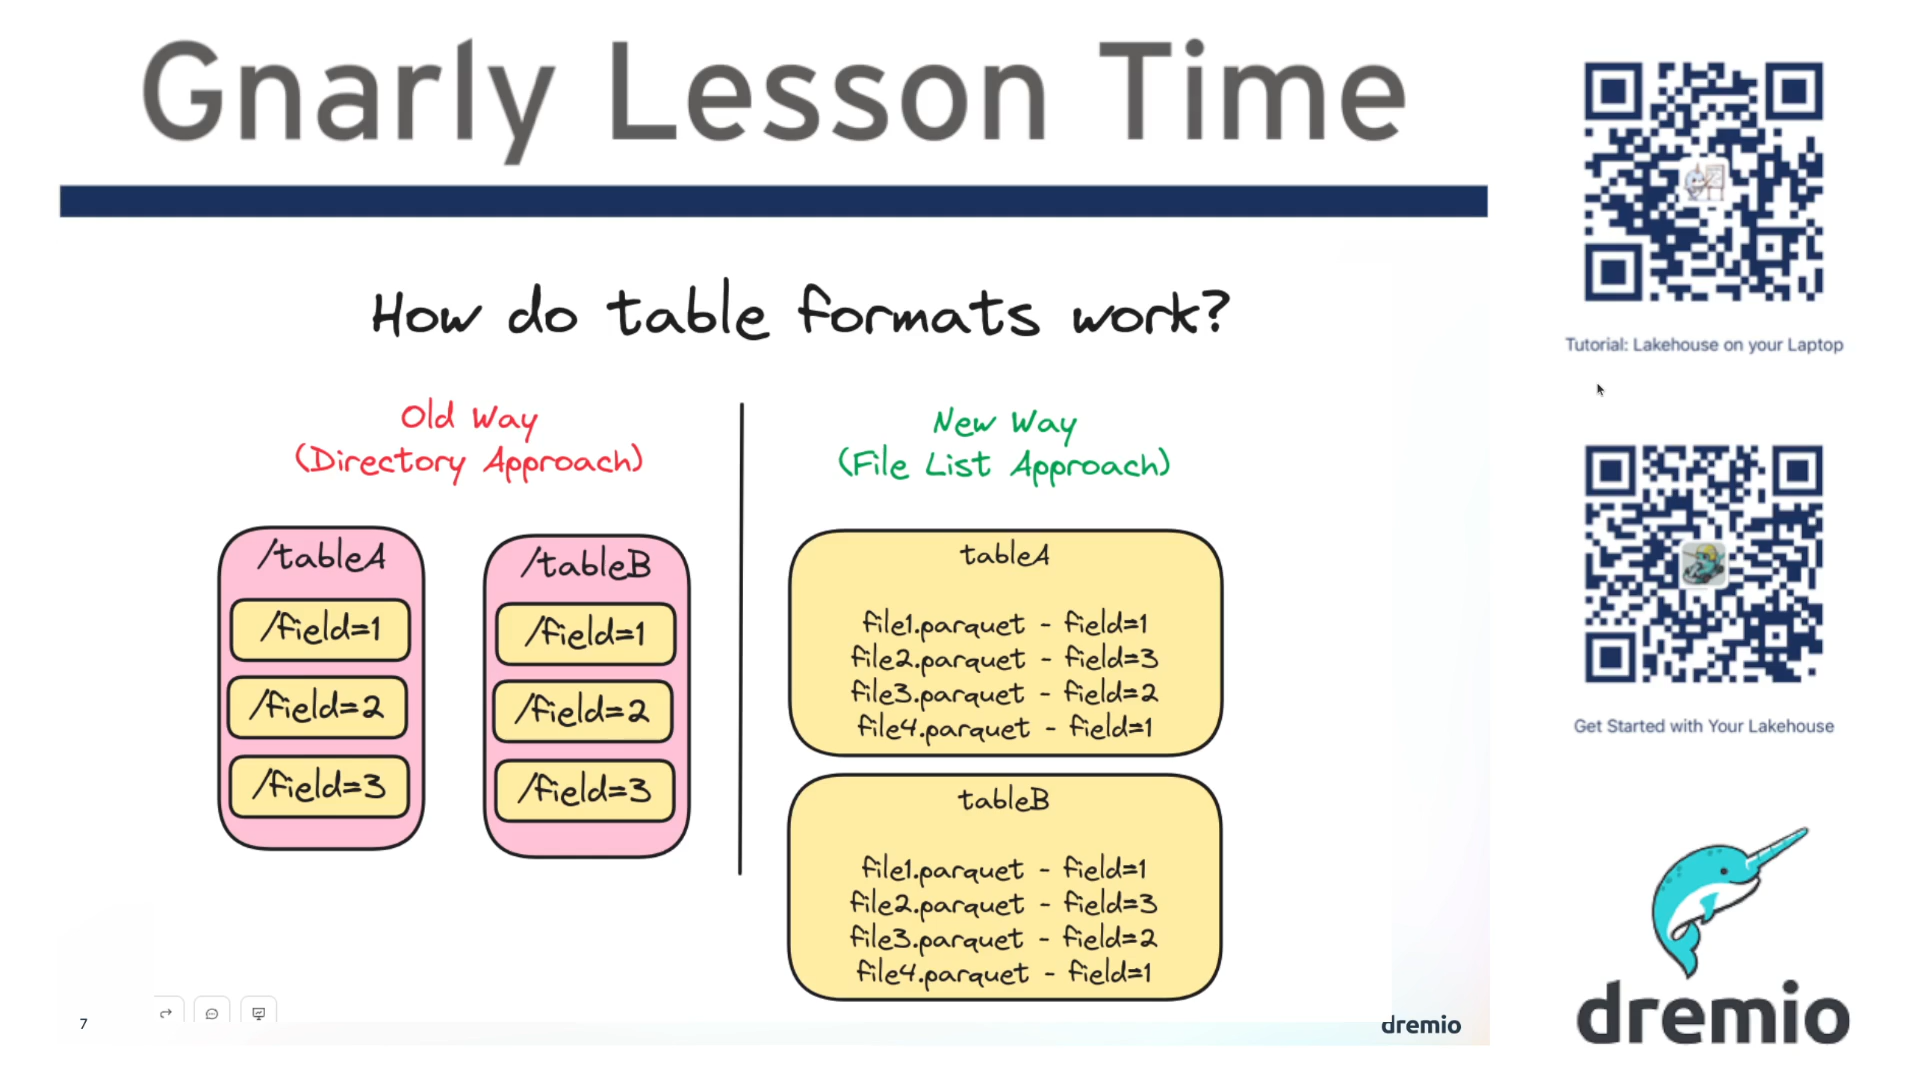 Gnarly Lesson Time
How do table formats work?
Old Way
(Directory Approach)
/tableA
/field=1
/field=2
/field=3
/tableB
/field=1
/field=2
/field=3
New Way
(File List Approach)
tableA
file1.parquet - field=1
file2.parquet - field=3
file3.parquet - field=2
file4.parquet - field=1
tableB
file1.parquet - field=1
file2.parquet - field=3
file3.parquet - field=2
file4.parquet - field=1
7
dremio
Tutorial: Lakehouse on your Laptop
Get Started with Your Lakehouse
dremio